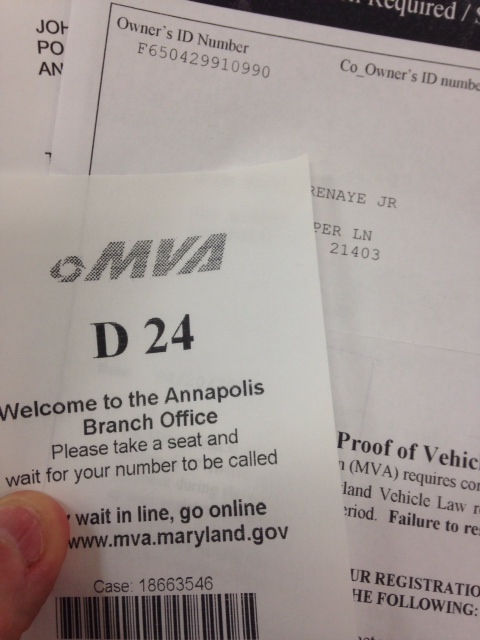 Required / S
JOH
PO
AN
Owner's ID Number
F650429910990
Co_Owner's ID numbe
RENAYE JR
PER LN
21403
MVA
D 24
Welcome to the Annapolis
Branch Office
Please take a seat and
wait for your number to be called
wait in line, go online
www.mva.maryland.gov
Case: 18663546
Proof of Vehic
(MVA) requires co
land Vehicle Law r
eriod. Failure to re
UR REGISTRATIO
HE FOLLOWING: